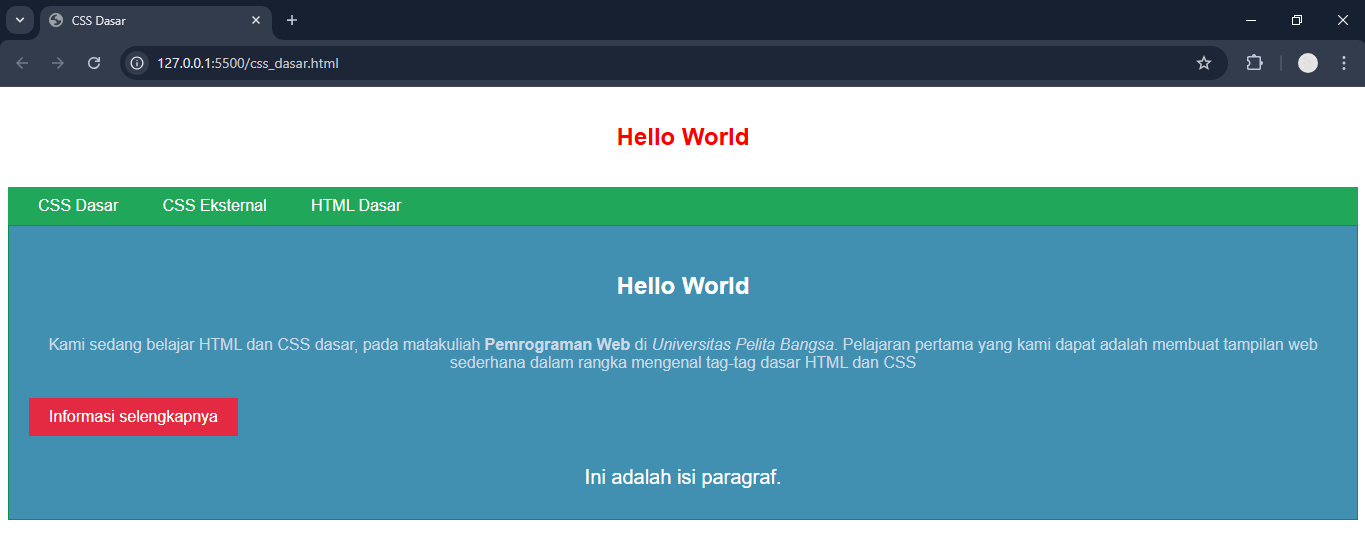 CSS Dasar
127.0.0.1:5500/css_dasar.html
Hello World
CSS Dasar CSS Eksternal HTML Dasar
Hello World
Kami sedang belajar HTML dan CSS dasar, pada matakuliah Pemrograman Web di Universitas Pelita Bangsa. Pelajaran pertama yang kami dapat adalah membuat tampilan web
sederhana dalam rangka mengenal tag-tag dasar HTML dan CSS
Informasi selengkapnya
Ini adalah isi paragraf.